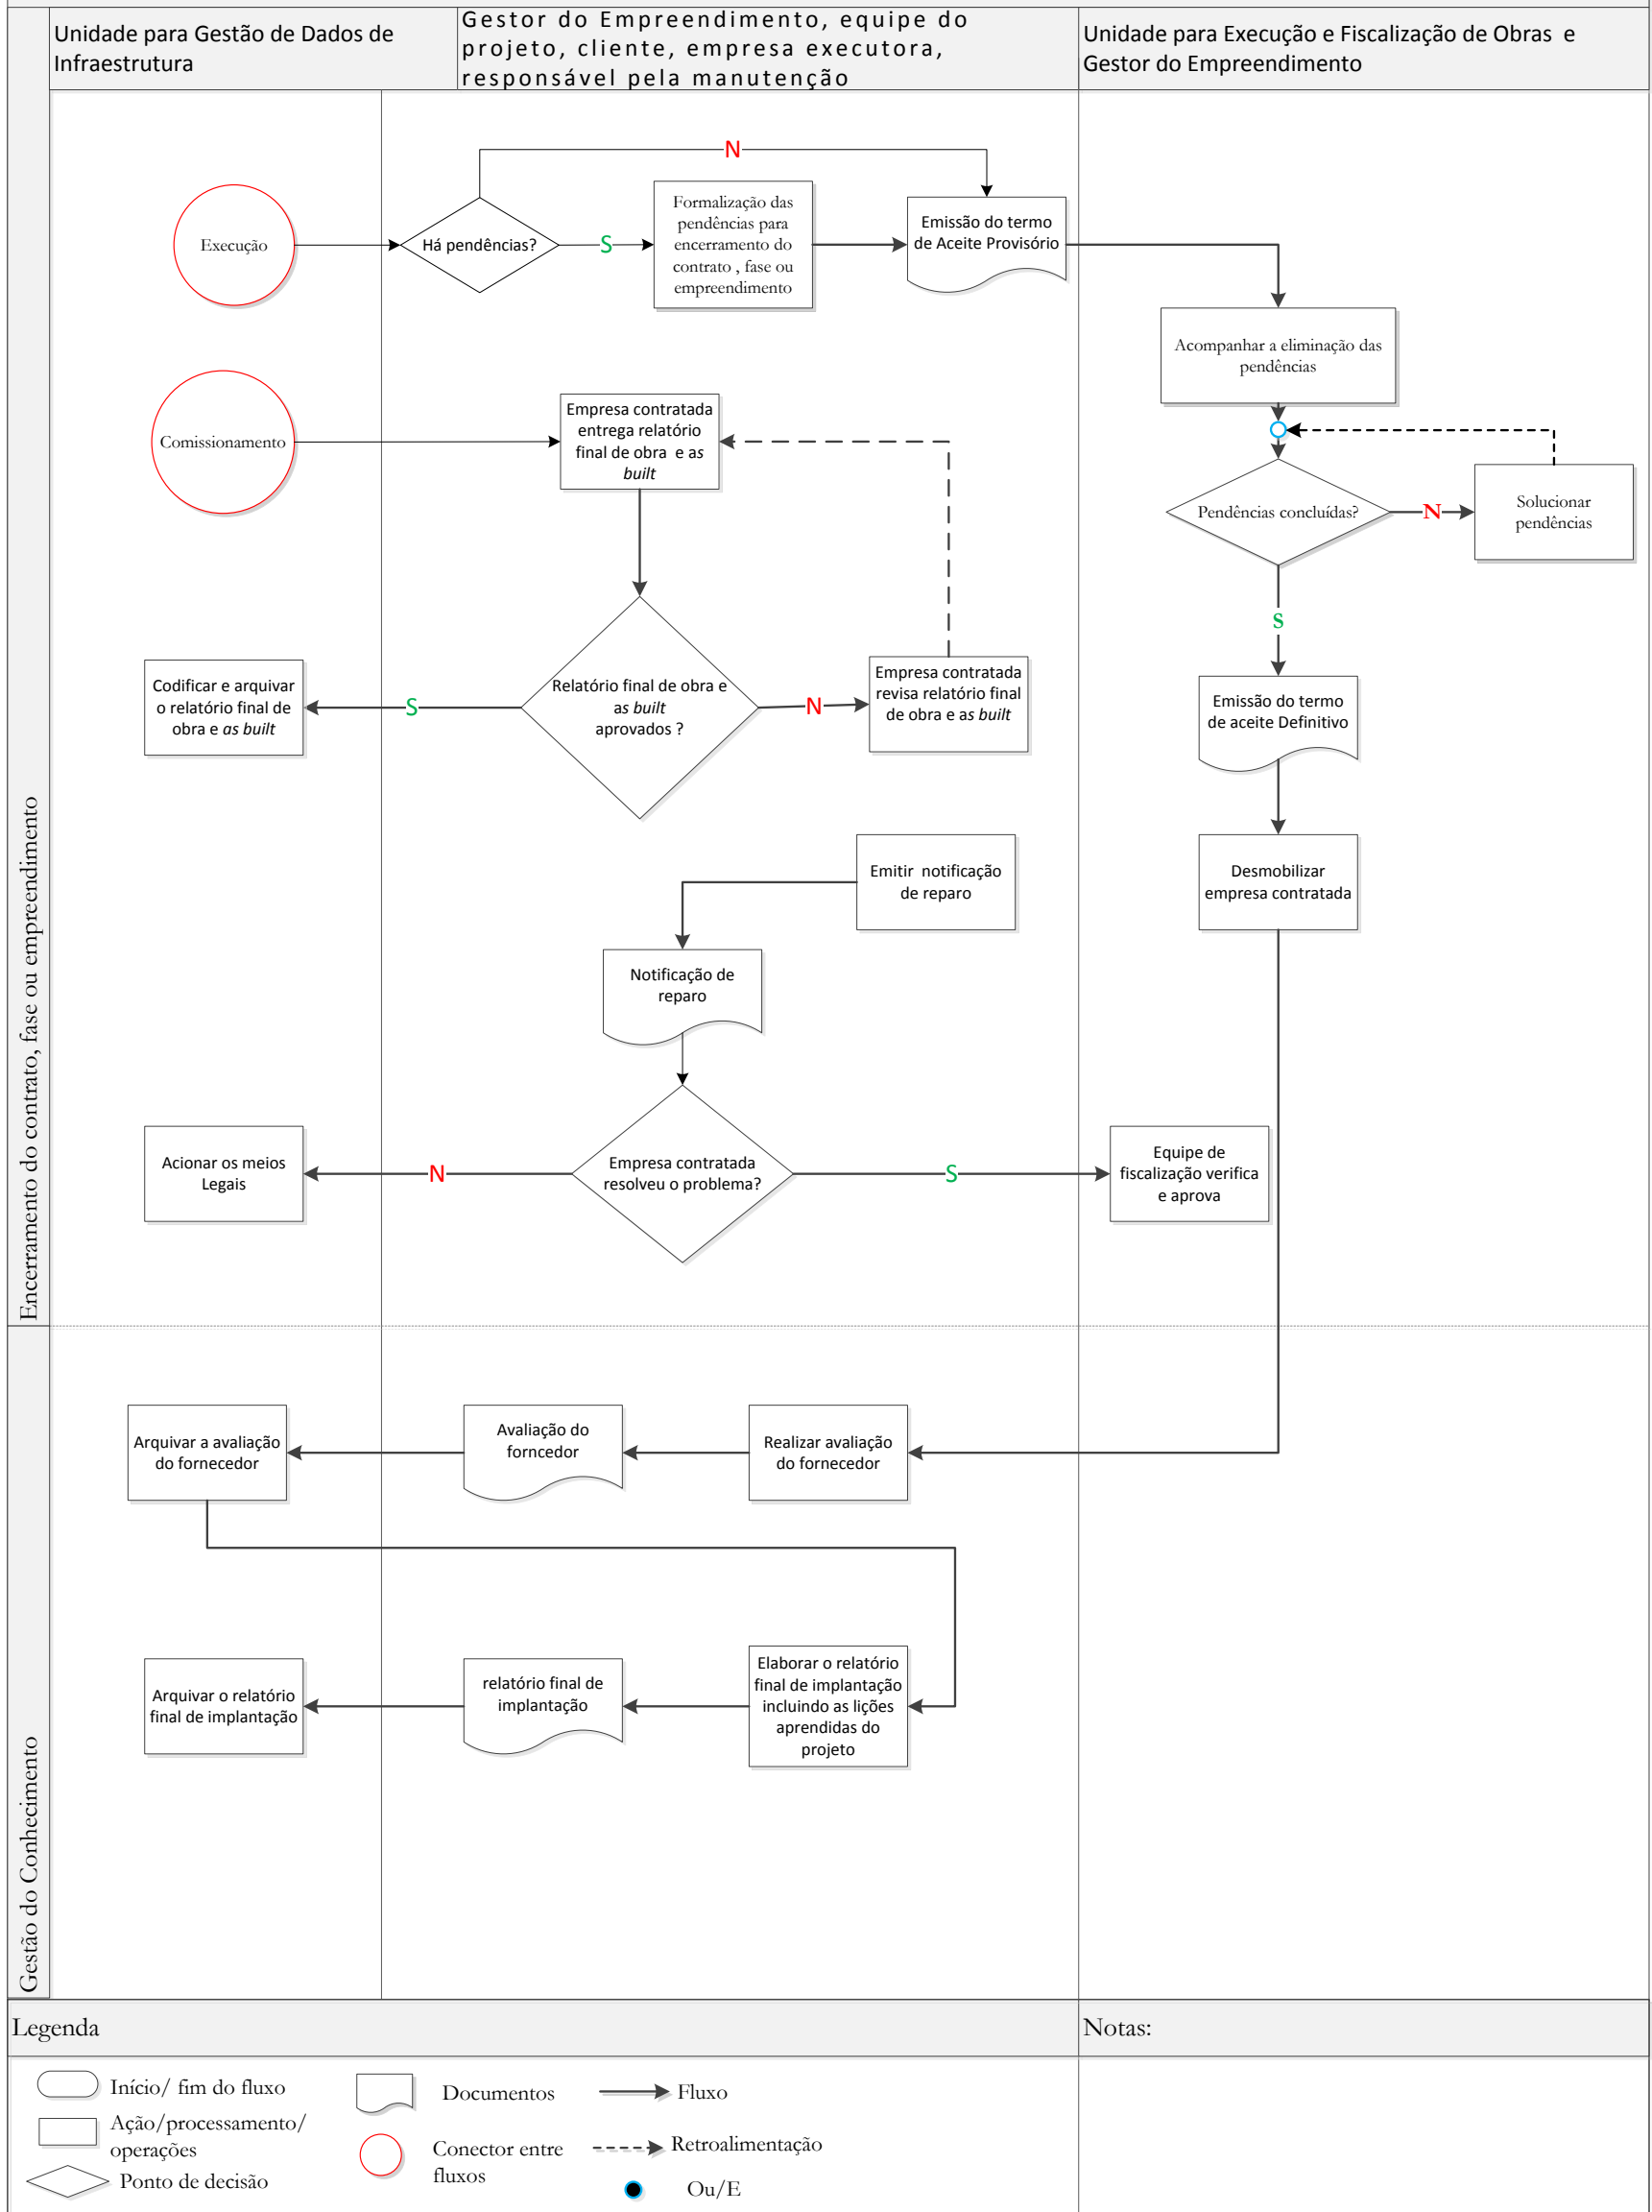 Unidade para Gestão de Dados de
Infraestrutura
Gestor do Empreendimento, equipe do
projeto, cliente, empresa executora,
responsável pela manutenção
Unidade para Execução e Fiscalização de Obras e
Gestor do Empreendimento
Encerramento do contrato, fase ou empreendimento
N
Execução
Há pendências?
S
Formalização das
pendências para
encerramento do
contrato , fase ou
empreendimento
Emissão do termo
de Aceite Provisório
Acompanhar a eliminação das
pendências
Comissionamento
Empresa contratada
entrega relatório
final de obra e as
built
Pendências concluídas?
N
Solucionar
pendências
S
Codificar e arquivar
o relatório final de
obra e as built
S
Relatório final de obra e
as built
aprovados ?
N
Empresa contratada
revisa relatório final
de obra e as built
Emissão do termo
de aceite Definitivo
Emitir notificação
de reparo
Desmobilizar
empresa contratada
Notificação de
reparo
Acionar os meios
Legais
N
Empresa contratada
resolveu o problema?
S
Equipe de
fiscalização verifica
e aprova
Gestão do Conhecimento
Arquivar a avaliação
do fornecedor
Avaliação do
forncedor
Realizar avaliação
do fornecedor
Arquivar o relatório
final de implantação
relatório final de
implantação
Elaborar o relatório
final de implantação
incluindo as lições
aprendidas do
projeto
Legenda
Notas:
Início/ fim do fluxo
Documentos
Fluxo
Ação/processamento/
operações
Conector entre
fluxos
Retroalimentação
Ponto de decisão
Ou/E